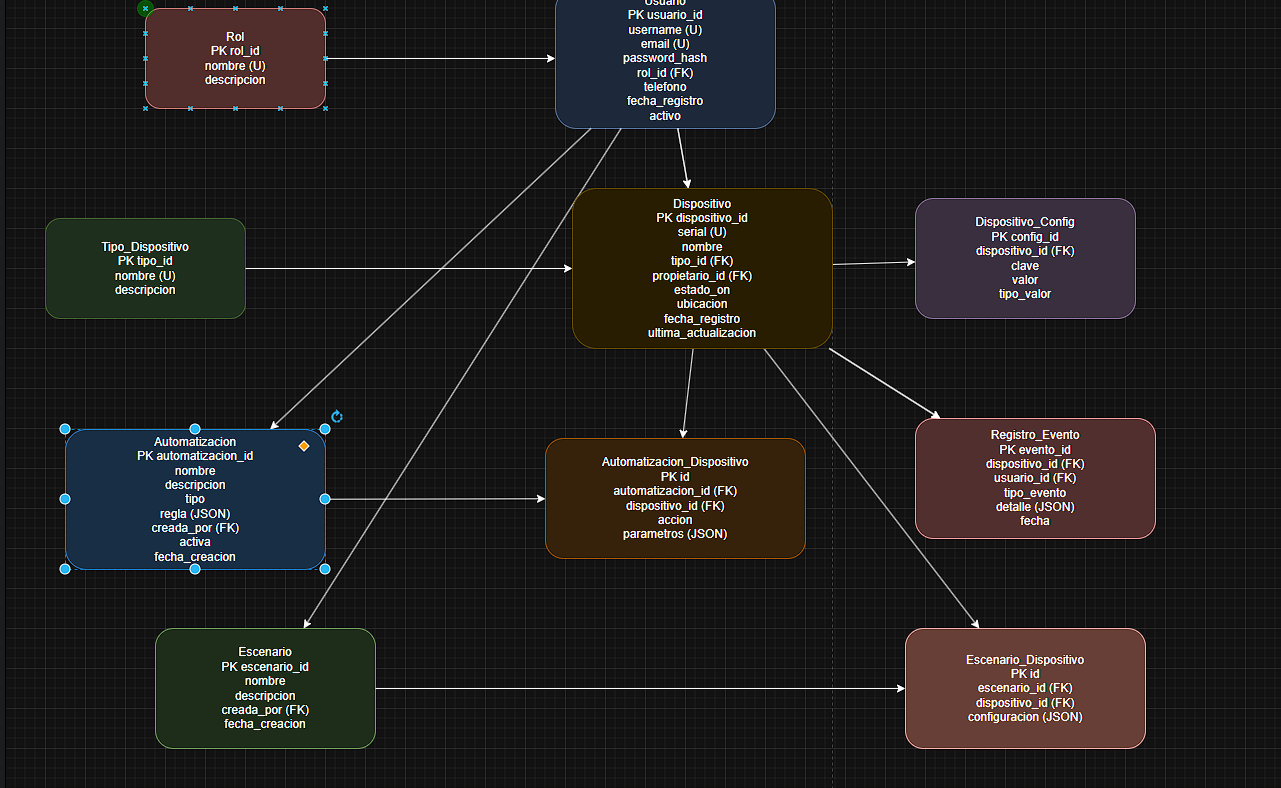 Rol
PK rol_id
nombre (U)
descripcion
Usuario
PK usuario_id
username (U)
email (U)
password_hash
rol_id (FK)
telefono
fecha_registro
activo
Tipo_Dispositivo
PK tipo_id
nombre (U)
descripcion
Dispositivo
PK dispositivo_id
serial (U)
nombre
tipo_id (FK)
propietario_id (FK)
estado_on
ubicacion
fecha_registro
ultima_actualizacion
Dispositivo_Config
PK config_id
dispositivo_id (FK)
clave
valor
tipo_valor
Automatizacion
PK automatizacion_id
nombre
descripcion
tipo
regla (JSON)
creada_por (FK)
activa
fecha_creacion
Automatizacion_Dispositivo
PK id
automatizacion_id (FK)
dispositivo_id (FK)
accion
parametros (JSON)
Registro_Evento
PK evento_id
dispositivo_id (FK)
usuario_id (FK)
tipo_evento
detalle (JSON)
fecha
Escenario
PK escenario_id
nombre
descripcion
creada_por (FK)
fecha_creacion
Escenario_Dispositivo
PK id
escenario_id (FK)
dispositivo_id (FK)
configuracion (JSON)